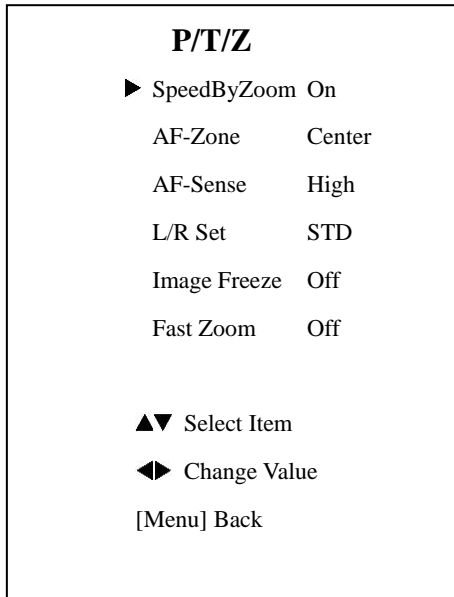 P/T/Z
▶ SpeedByZoom On
AF-Zone Center
AF-Sense High
L/R Set STD
Image Freeze Off
Fast Zoom Off
▲▼ Select Item
◀▶ Change Value
[Menu] Back